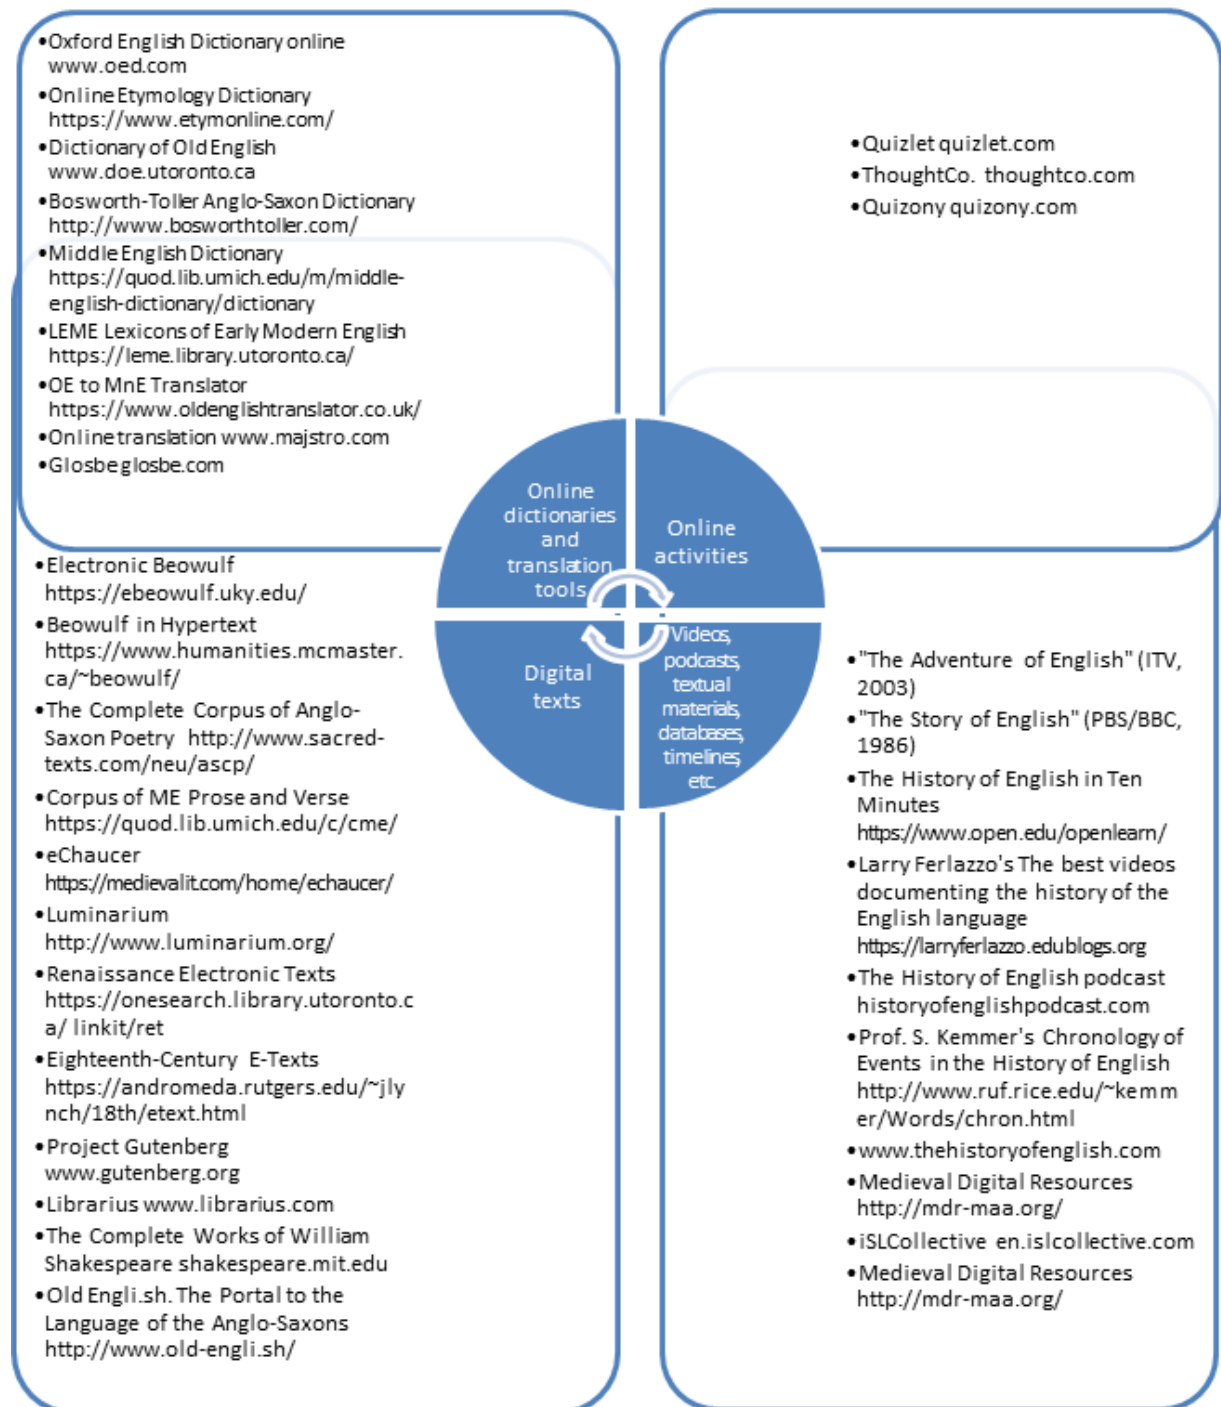 •Oxford English Dictionary online
www.oed.com
•Online Etymology Dictionary
https://www.etymonline.com/
•Dictionary of Old English
www.doe.utoronto.ca
•Bosworth-Toller Anglo-Saxon Dictionary
http://www.bosworthtoller.com/
•Middle English Dictionary
https://quod.lib.umich.edu/m/middle-
english-dictionary/dictionary
•LEME Lexicons of Early Modern English
https://leme.library.utoronto.ca/
•OE to MnE Translator
https://www.oldenglishtranslator.co.uk/
•Online translation www.majstro.com
•Glosbe glosbe.com
•Quizlet quizlet.com
•ThoughtCo. thoughtco.com
•Quizony quizony.com
Online
dictionaries
and
translation
tools
Online
activities
Digital
texts
Videos,
podcasts,
textual
materials,
databases,
timelines,
etc.
•Electronic Beowulf
https://ebeowulf.uky.edu/
•Beowulf in Hypertext
https://www.humanities.mcmaster.
ca/~beowulf/
•The Complete Corpus of Anglo-
Saxon Poetry http://www.sacred-
texts.com/neu/ascp/
•Corpus of ME Prose and Verse
https://quod.lib.umich.edu/c/cme/
•eChaucer
https://medievalit.com/home/echaucer/
•Luminarium
http://www.luminarium.org/
•Renaissance Electronic Texts
https://onesearch.library.utoronto.c
a/ linkit/ret
•Eighteenth-Century E-Texts
https://andromeda.rutgers.edu/~jly
nch/18th/etext.html
•Project Gutenberg
www.gutenberg.org
•Librarius www.librarius.com
•The Complete Works of William
Shakespeare shakespeare.mit.edu
•Old Engli.sh. The Portal to the
Language of the Anglo-Saxons
http://www.old-engli.sh/
•"The Adventure of English" (ITV,
2003)
•"The Story of English" (PBS/BBC,
1986)
•The History of English in Ten
Minutes
https://www.open.edu/openlearn/
•Larry Ferlazzo's The best videos
documenting the history of the
English language
https://larryferlazzo.edublogs.org
•The History of English podcast
historyofenglishpodcast.com
•Prof. S. Kemmer's Chronology of
Events in the History of English
http://www.ruf.rice.edu/~kemm
er/Words/chron.html
•www.thehistoryofenglish.com
•Medieval Digital Resources
http://mdr-maa.org/
•iSLCollective en.islcollective.com
•Medieval Digital Resources
http://mdr-maa.org/